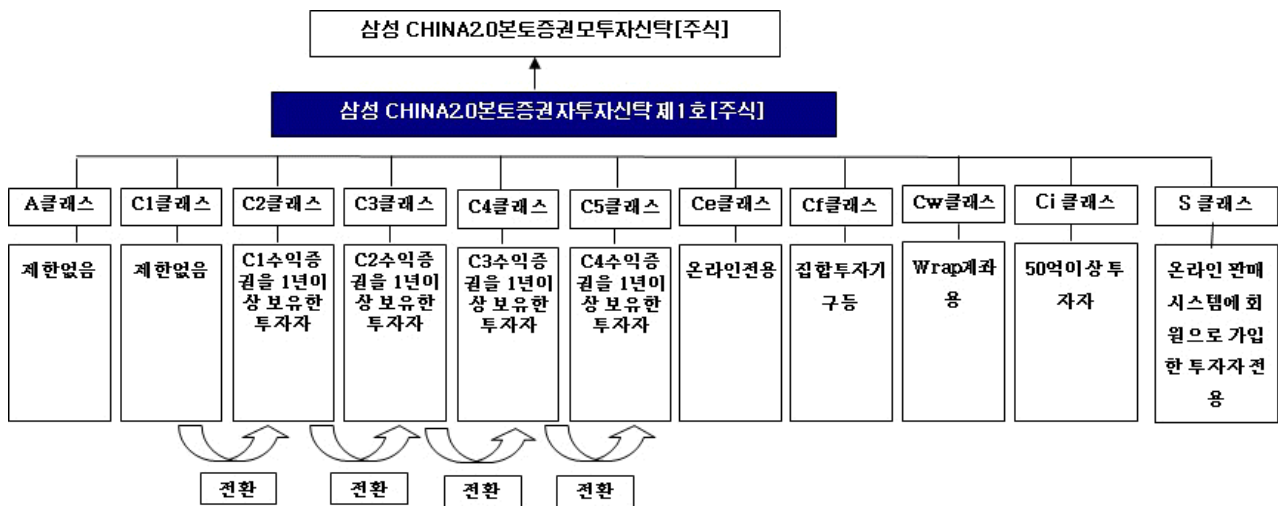 삼성 CHINA2.0본토증권모투자신탁[주식]
삼성 CHINA2.0본토증권자투자신탁 제1호[주식]
A클래스
C1클래스
C2클래스
C3클래스
C4클래스
C5클래스
Ce클래스
Cf클래스
Cw클래스
Ci 클래스
S 클래스
제한없음
제한없음
C1수익증
권을 1년이
상 보유한
투자자
C2수익증
권을 1년이
상 보유한
투자자
C3수익증
권을 1년이
상 보유한
투자자
C4수익증
권을 1년이
상 보유한
투자자
온라인전용
집합투자기
구등
Wrap계좌
용
50억이상 투
자자
온라인 판매
시스템에 회
원으로 가입
한 투자자 전
용
전환
전환
전환
전환